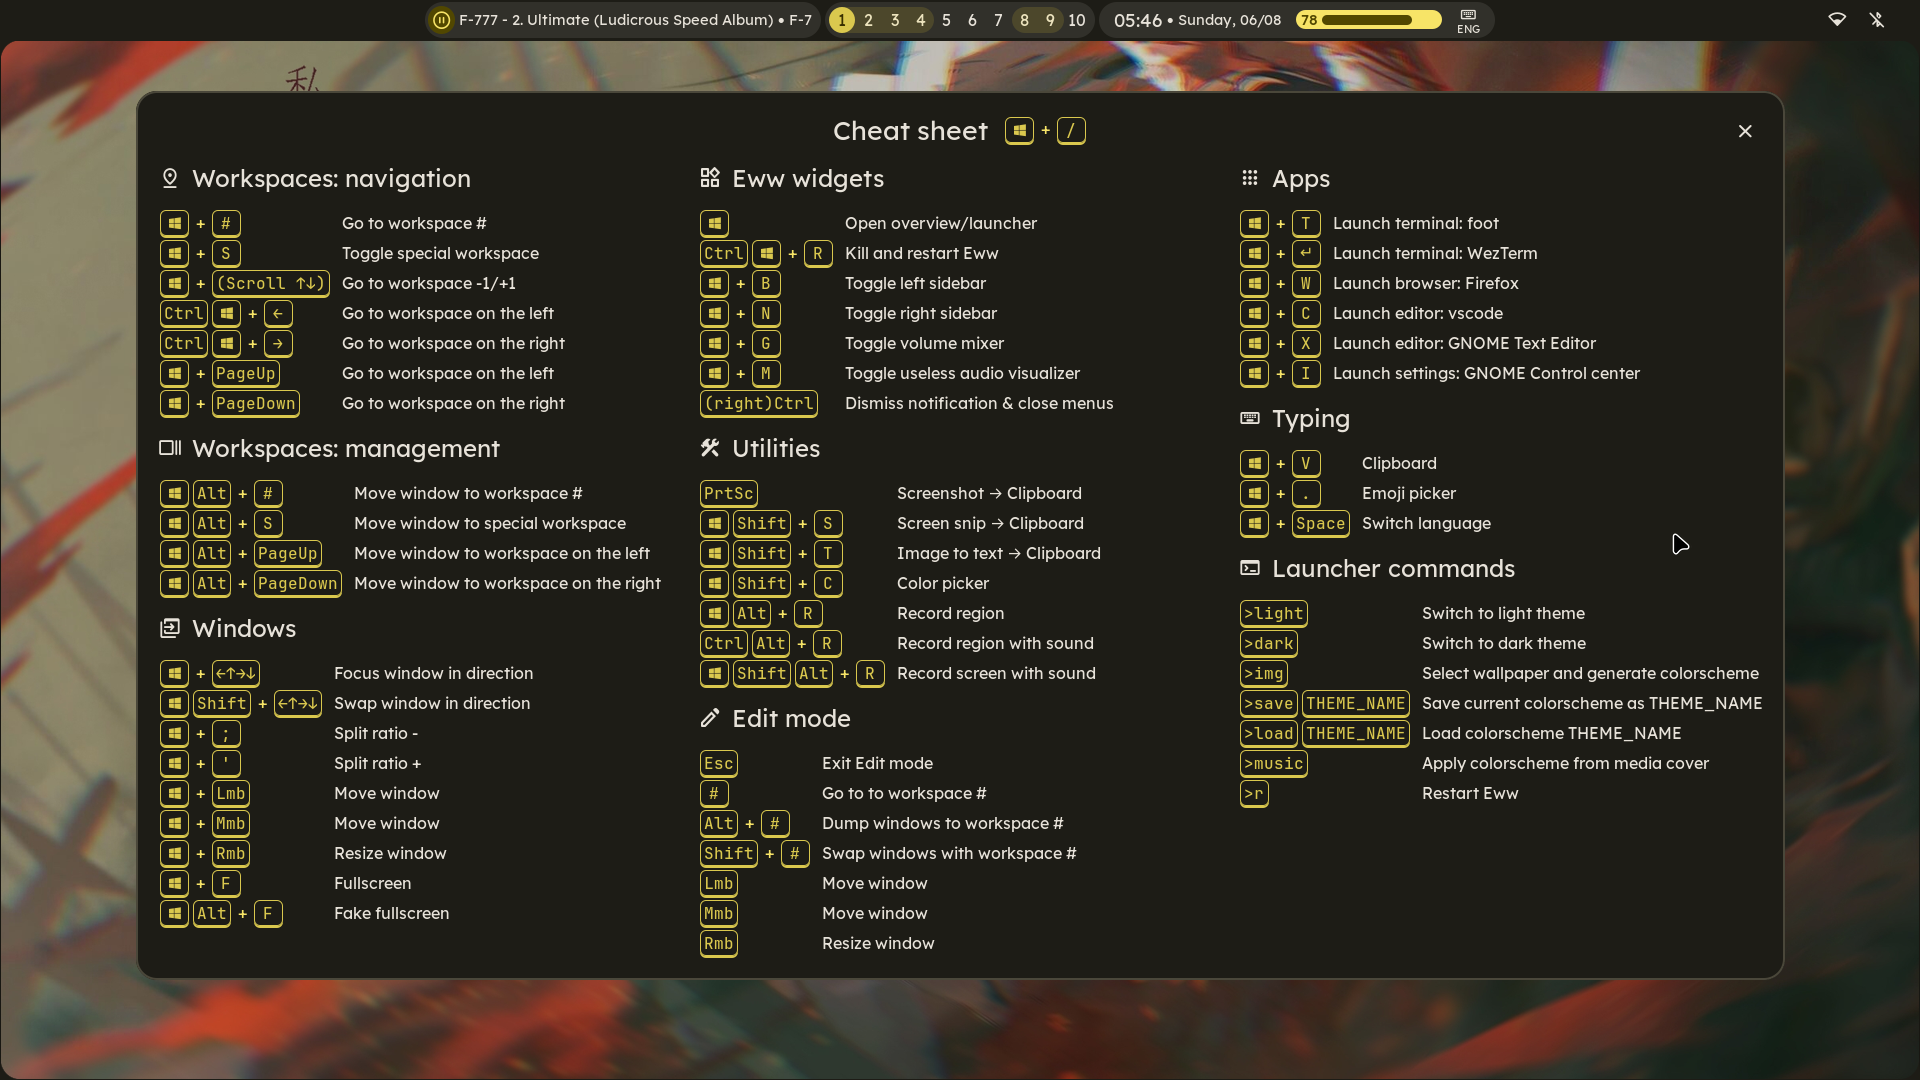 F-777 - 2. Ultimate (Ludicrous Speed Album) • F-7
1 2 3 4 5 6 7 8 9 10
05:46 • Sunday, 06/08
78
ENG
私
Cheat sheet + /
Workspaces: navigation
+ # Go to workspace #
+ S Toggle special workspace
+ (Scroll ↑↓) Go to workspace -1/+1
Ctrl + ← Go to workspace on the left
Ctrl + → Go to workspace on the right
+ PageUp Go to workspace on the left
+ PageDown Go to workspace on the right
Workspaces: management
Alt + # Move window to workspace #
Alt + S Move window to special workspace
Alt + PageUp Move window to workspace on the left
Alt + PageDown Move window to workspace on the right
Windows
+ ←↑→↓ Focus window in direction
Shift + ←↑→↓ Swap window in direction
+ ; Split ratio -
+ ' Split ratio +
+ Lmb Move window
+ Mmb Move window
+ Rmb Resize window
+ F Fullscreen
Alt + F Fake fullscreen
Eww widgets
Open overview/launcher
Ctrl + R Kill and restart Eww
+ B Toggle left sidebar
+ N Toggle right sidebar
+ G Toggle volume mixer
+ M Toggle useless audio visualizer
(right)Ctrl Dismiss notification & close menus
Utilities
PrtSc Screenshot → Clipboard
Shift + S Screen snip → Clipboard
Shift + T Image to text → Clipboard
Shift + C Color picker
Alt + R Record region
Ctrl Alt + R Record region with sound
Shift Alt + R Record screen with sound
Edit mode
Esc Exit Edit mode
# Go to to workspace #
Alt + # Dump windows to workspace #
Shift + # Swap windows with workspace #
Lmb Move window
Mmb Move window
Rmb Resize window
Apps
+ T Launch terminal: foot
+ ↵ Launch terminal: WezTerm
+ W Launch browser: Firefox
+ C Launch editor: vscode
+ X Launch editor: GNOME Text Editor
+ I Launch settings: GNOME Control center
Typing
+ V Clipboard
+ . Emoji picker
+ Space Switch language
Launcher commands
>light Switch to light theme
>dark Switch to dark theme
>img Select wallpaper and generate colorscheme
>save THEME_NAME Save current colorscheme as THEME_NAME
>load THEME_NAME Load colorscheme THEME_NAME
>music Apply colorscheme from media cover
>r Restart Eww